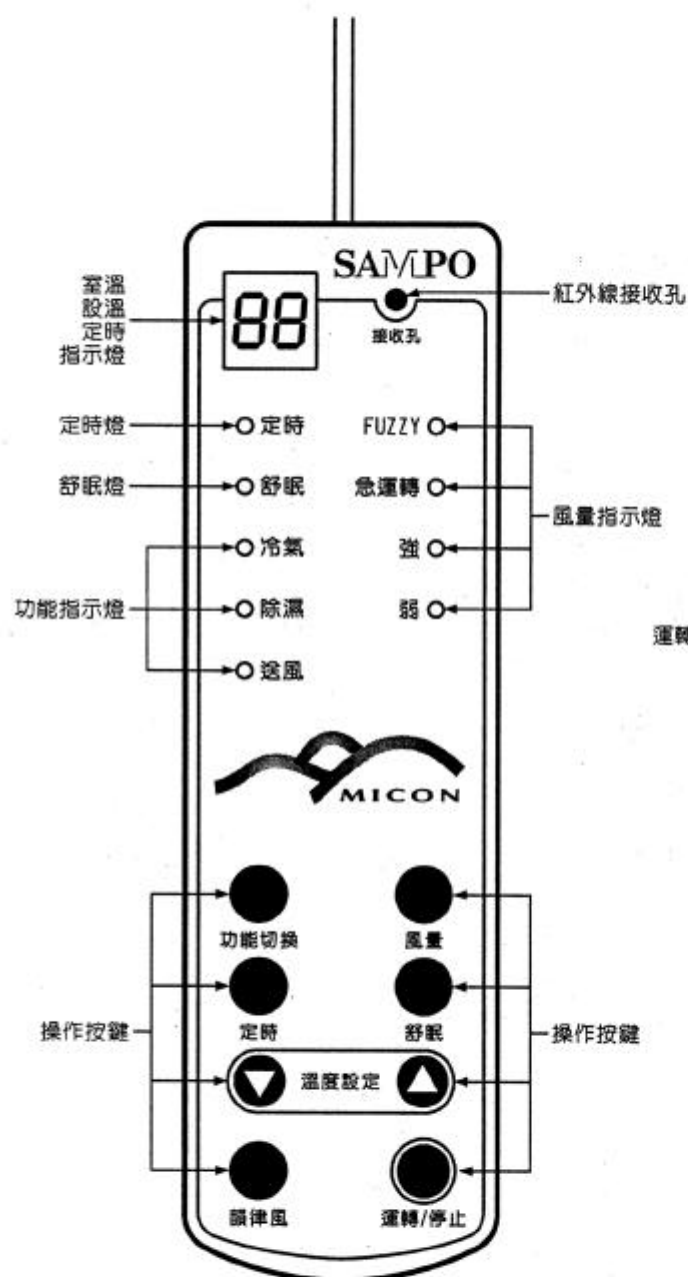 SAMPO
室溫
設溫
定時
指示燈
88
紅外線接收孔
接收孔
定時燈
定時
FUZZY
舒眠燈
舒眠
急運轉
風量指示燈
冷氣
強
功能指示燈
除濕
弱
運轉
送風
MICON
功能切換
風量
操作按鍵
定時
舒眠
操作按鍵
溫度設定
韻律風
運轉/停止